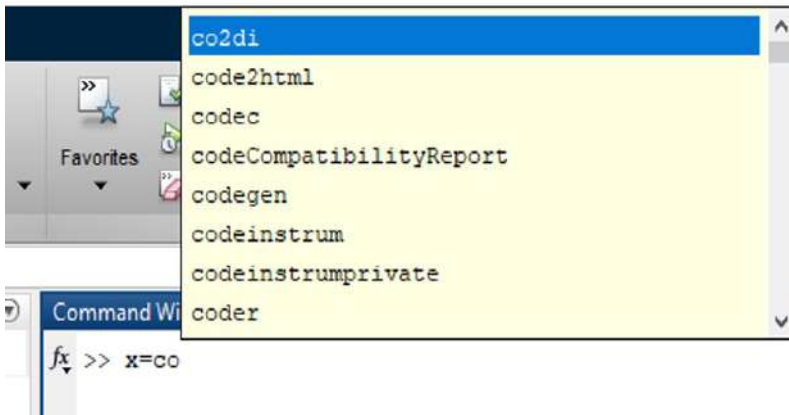 co2di
code2html
codec
codeCompatibilityReport
codegen
codeinstrum
codeinstrumprivate
coder
Favorites
Command Wi
fx >> x=co